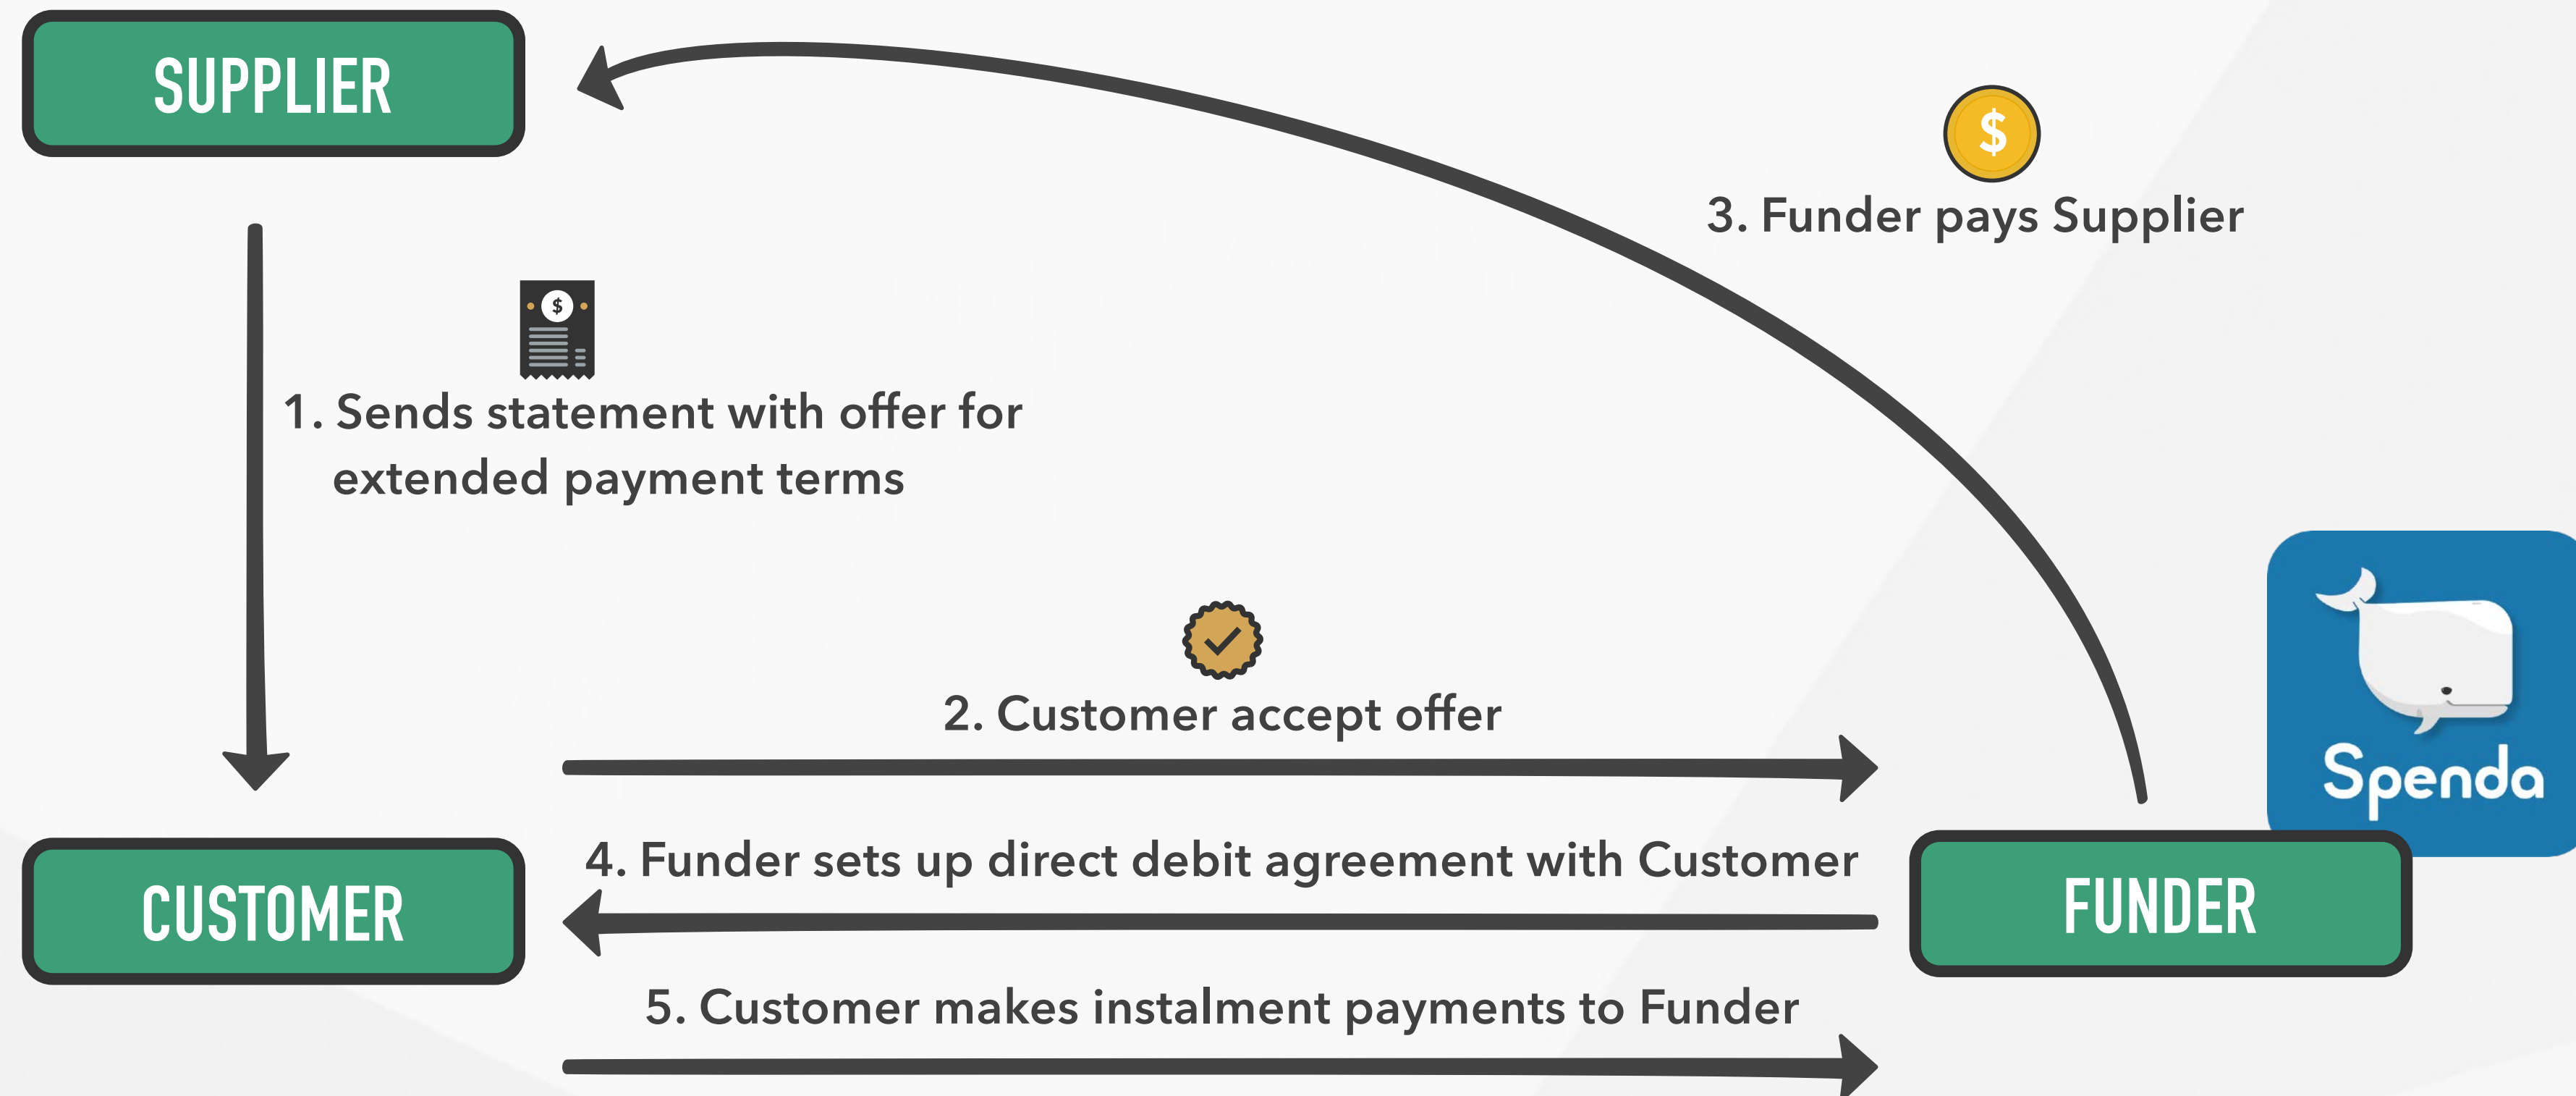 SUPPLIER
$
3. Funder pays Supplier
$
1. Sends statement with offer for
extended payment terms
2. Customer accept offer
Spenda
4. Funder sets up direct debit agreement with Customer
CUSTOMER
FUNDER
5. Customer makes instalment payments to Funder